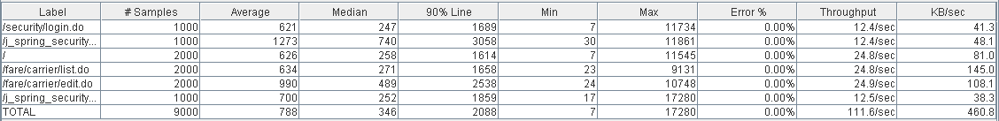 Label # Samples Average Median 90% Line Min Max Error % Throughput KB/sec
/security/login.do 1000 621 247 1689 7 11734 0.00% 12.4/sec 41.3
/j_spring_security... 1000 1273 740 3058 30 11861 0.00% 12.4/sec 48.1
/ 2000 626 258 1614 7 11545 0.00% 24.8/sec 81.0
/fare/carrier/list.do 2000 634 271 1658 23 9131 0.00% 24.8/sec 145.0
/fare/carrier/edit.do 2000 990 489 2538 24 10748 0.00% 24.9/sec 108.1
/j_spring_security... 1000 700 252 1859 17 17280 0.00% 12.5/sec 38.3
TOTAL 9000 788 346 2088 7 17280 0.00% 111.6/sec 460.8